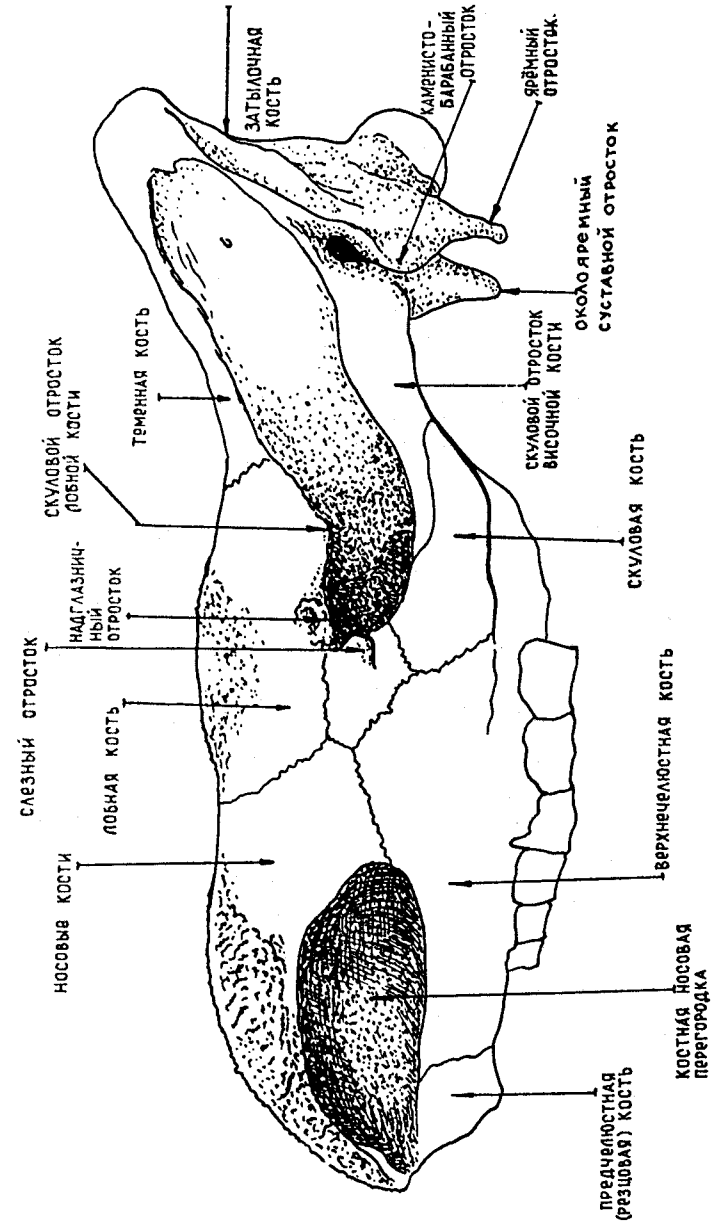 СЛЕЗНЫЙ ОТРОСТОК
НАДГЛАЗНИЧ-
НЫЙ
ОТРОСТОК
СКУЛОВОЙ ОТРОСТОК
ЛОБНОЙ КОСТИ
НОСОВЫЕ КОСТИ
ЛОБНАЯ КОСТЬ
ТЕМЕННАЯ КОСТЬ
ЗАТЫЛОЧНАЯ
КОСТЬ
КАМЕНИСТО-
БАРАБАННЫЙ
ОТРОСТОК
ЯРЁМНЫЙ
ОТРОСТОК.
ОКОЛОЯРЕМНЫЙ
СУСТАВНОЙ ОТРОСТОК
СКУЛОВОЙ ОТРОСТОК
ВИСОЧНОЙ КОСТИ
СКУЛОВАЯ КОСТЬ
ВЕРХНЕЧЕЛЮСТНАЯ КОСТЬ
КОСТНАЯ НОСОВАЯ
ПЕРЕГОРОДКА
ПРЕДЧЕЛЮСТНАЯ
(РЕЗЦОВАЯ) КОСТЬ